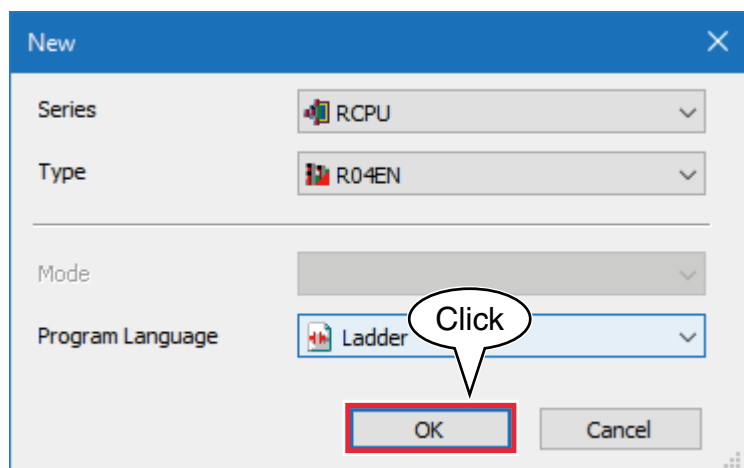 New
Series
RCPU
Type
R04EN
Mode
Program Language
Ladder
Click
OK
Cancel